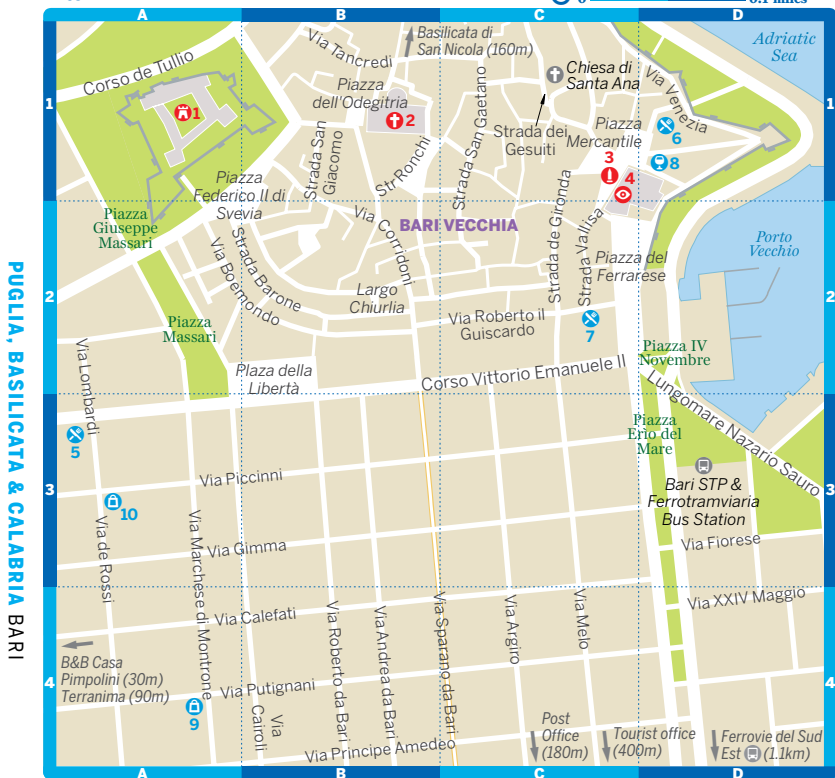 0
0.1 miles
A
B
C
D
1
2
3
4
1
2
3
4
A
B
C
D
PUGLIA, BASILICATA & CALABRIA BARI
Corso de Tullio
Via Tancredi
Basilicata di
San Nicola (160m)
Piazza
dell'Odegitria
1
2
Strada San
Giacomo
Str Ronchi
Strada San Gaetano
Chiesa di
Santa Ana
Strada dei
Gesuiti
Via Venezia
Adriatic
Sea
Piazza
Mercantile
6
8
3
4
Piazza
Federico II di
Svevia
Piazza
Giuseppe
Massari
BARI VECCHIA
Via Corridoni
Strada Barone
Via Boemondo
Largo
Chiurlia
Strada de Gironda
Strada Vallisa
Piazza del
Ferrarese
Porto
Vecchio
Via Roberto il
Guiscardo
7
Piazza
Massari
Plaza della
Libertà
Corso Vittorio Emanuele II
Piazza IV
Novembre
Lungomare Nazario Sauro
Piazza
Erio del
Mare
Via Lombardi
5
10
Via Piccinni
Bari STP &
Ferrotramviaria
Bus Station
Via de Rossi
Via Marchese di Montrone
Via Gimma
Via Fiorese
Via Calefati
Via XXIV Maggio
B&B Casa
Pimpolini (30m)
Terranima (90m)
Via Roberto da Bari
Via Andrea da Bari
Via Sparano da Bari
Via Argiro
Via Melo
Via Putignani
9
Via
Cairoli
Via Principe Amedeo
Post
Office
(180m)
Tourist office
(400m)
Ferrovie del Sud
Est (1.1km)